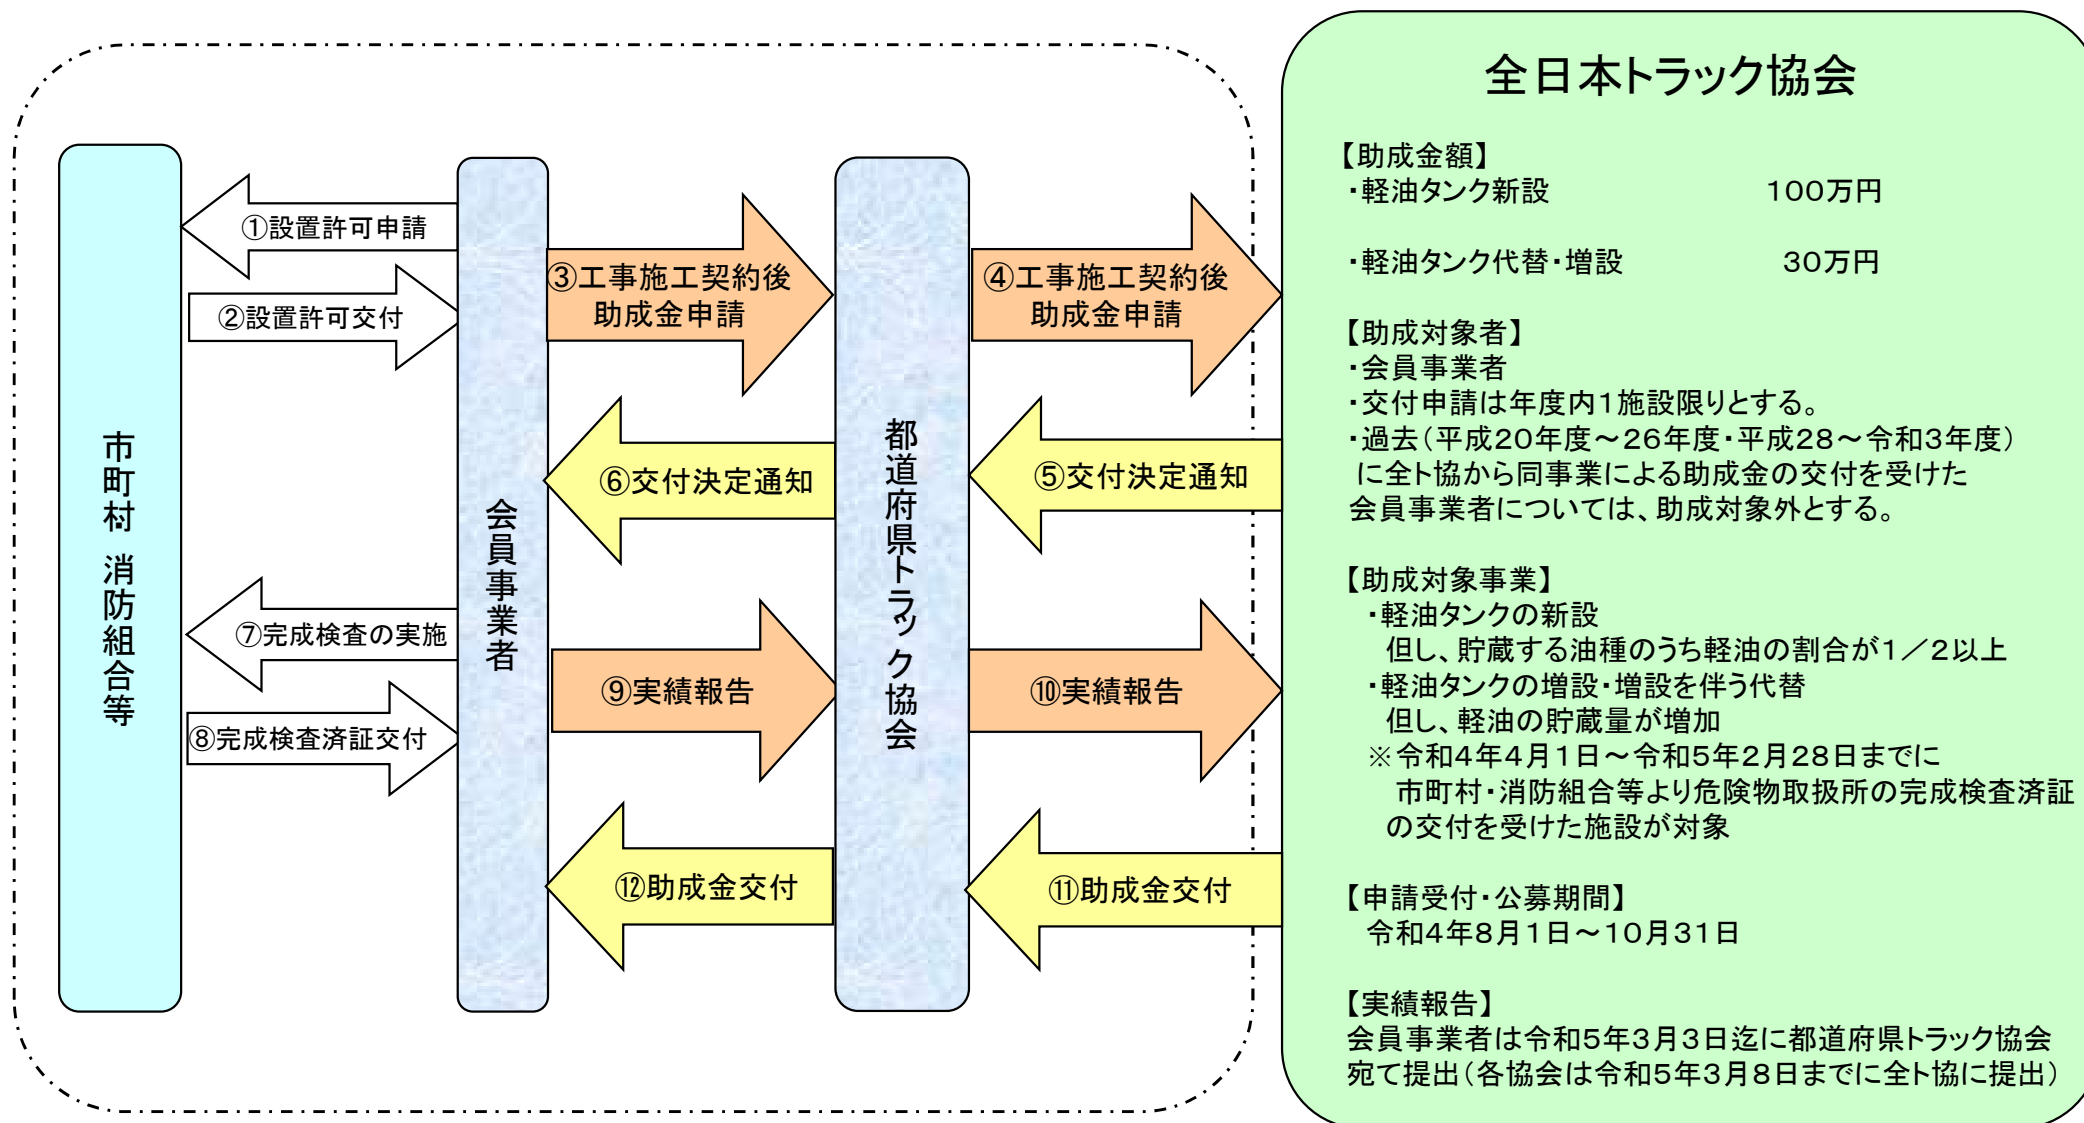 全日本トラック協会
【助成金額】
・軽油タンク新設 100万円
・軽油タンク代替・増設 30万円
【助成対象者】
・会員事業者
・交付申請は年度内1施設限りとする。
・過去(平成20年度～26年度・平成28～令和3年度)
に全ト協から同事業による助成金の交付を受けた
会員事業者については、助成対象外とする。
【助成対象事業】
・軽油タンクの新設
但し、貯蔵する油種のうち軽油の割合が1／2以上
・軽油タンクの増設・増設を伴う代替
但し、軽油の貯蔵量が増加
※令和4年4月1日～令和5年2月28日までに
市町村・消防組合等より危険物取扱所の完成検査済証
の交付を受けた施設が対象
【申請受付・公募期間】
令和4年8月1日～10月31日
【実績報告】
会員事業者は令和5年3月3日迄に都道府県トラック協会
宛て提出(各協会は令和5年3月8日までに全ト協に提出)
市町村 消防組合等
会員事業者
都道府県トラック協会
①設置許可申請
②設置許可交付
③工事施工契約後
助成金申請
④工事施工契約後
助成金申請
⑤交付決定通知
⑥交付決定通知
⑦完成検査の実施
⑧完成検査済証交付
⑨実績報告
⑩実績報告
⑪助成金交付
⑫助成金交付